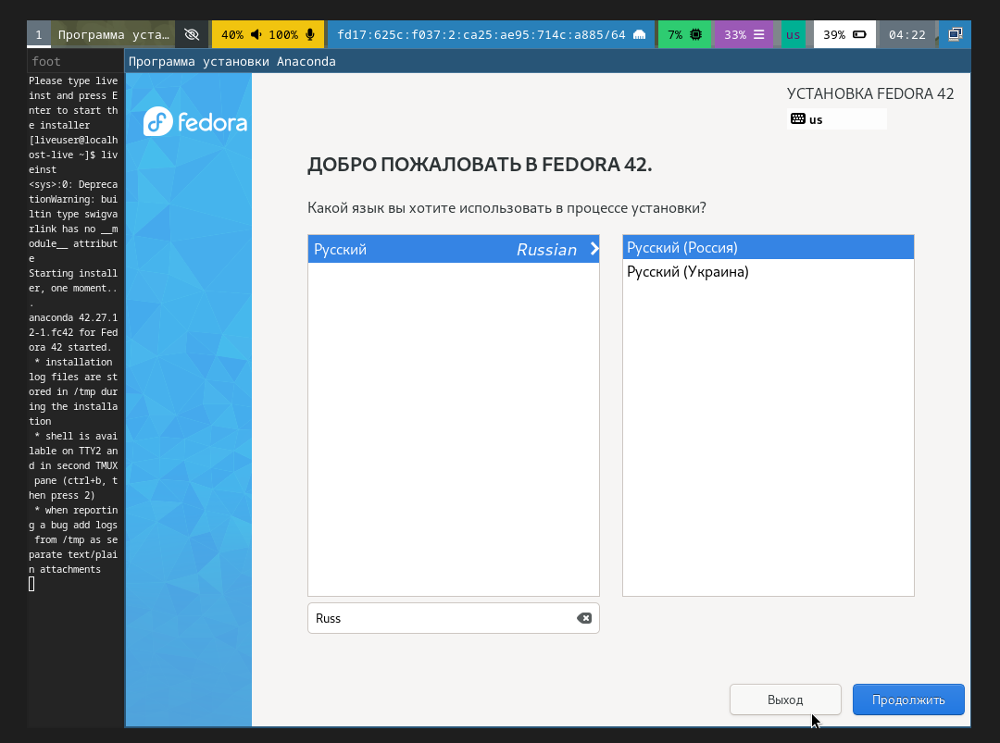 1 Программа уста… 40% 100% fd17:625c:f037:2:ca25:ae95:714c:a885/64 7% 33% us 39% 04:22
foot
Программа установки Anaconda
Please type live
inst and press E
nter to start th
e installer
[liveuser@localh
ost-live ~]$ liv
einst
<sys>:0: Depreca
tionWarning: bui
ltin type swigva
rlink has no __m
odule__ attribut
e
Starting install
er, one moment..
.
anaconda 42.27.1
2-1.fc42 for Fed
ora 42 started.
 * installation
log files are st
ored in /tmp dur
ing the installa
tion
 * shell is avai
lable on TTY2 an
d in second TMUX
 pane (ctrl+b, t
hen press 2)
 * when reportin
g a bug add logs
 from /tmp as se
parate text/plai
n attachments
fedora
УСТАНОВКА FEDORA 42
us
ДОБРО ПОЖАЛОВАТЬ В FEDORA 42.
Какой язык вы хотите использовать в процессе установки?
Русский Russian
Русский (Россия)
Русский (Украина)
Russ
Выход Продолжить